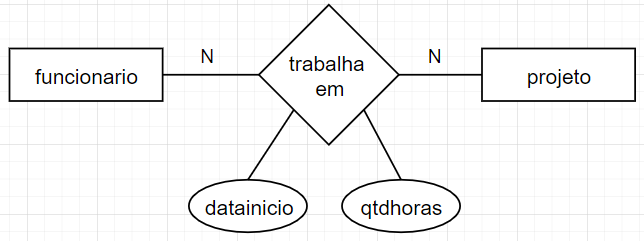 funcionario
N
trabalha
em
N
projeto
datainicio
qtdhoras